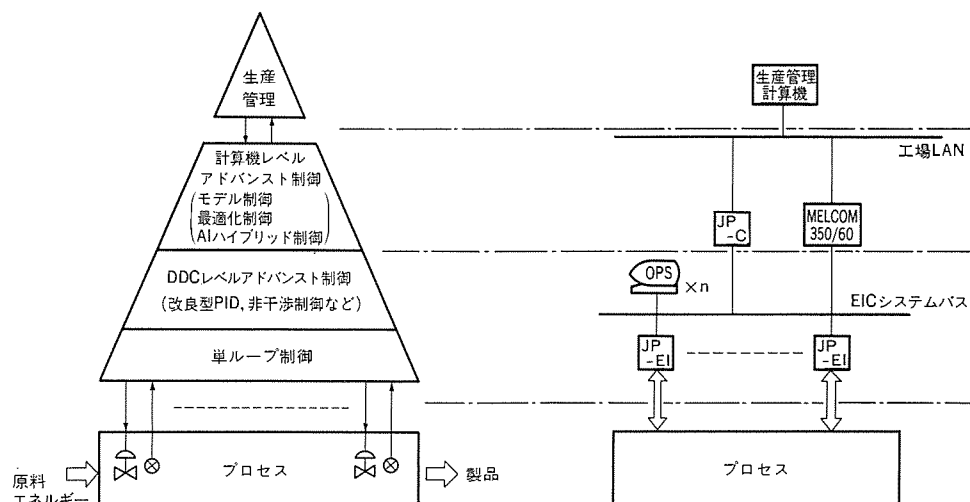 生産
管理
計算機レベル
アドバンスト制御
モデル制御
最適化制御
AIハイブリッド制御
DDCレベルアドバンスト制御
(改良型PID, 非干渉制御など)
単ループ制御
プロセス
原料
エネルギー
製品
生産管理
計算機
工場LAN
JP
-C
MELCOM
350/60
OPS
×n
EICシステムバス
JP
-EI
JP
-EI
プロセス